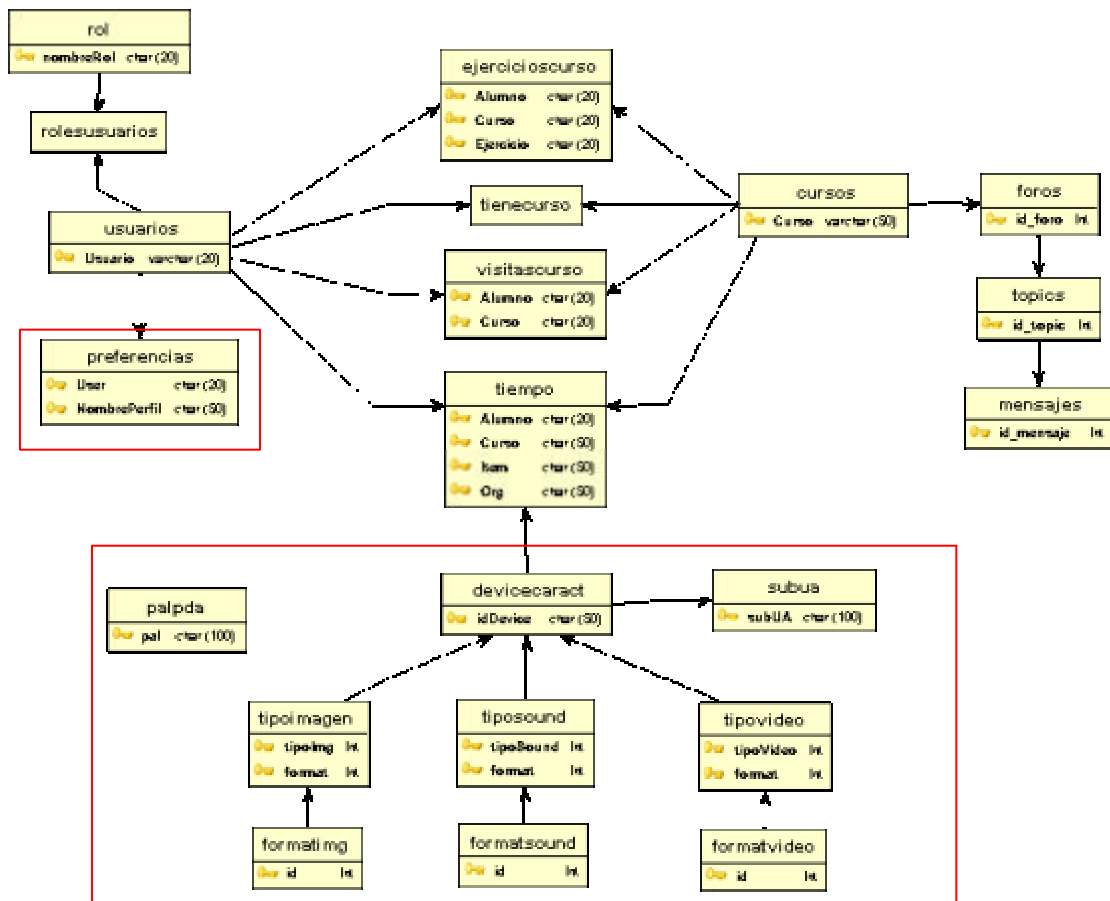 rol
nombreRol char(20)
rolesusuarios
usuarios
Usuario varchar(20)
preferencias
User char(20)
NombrePerfil char(50)
ejercicioscurso
Alumno char(20)
Curso char(20)
Ejercicio char(20)
tienecurso
visitascurso
Alumno char(20)
Curso char(20)
tiempo
Alumno char(20)
Curso char(50)
Item char(50)
Org char(50)
cursos
Curso varchar(50)
foros
id_foro Int
topics
id_topic Int
mensajes
id_mensaje Int
palpda
pal char(100)
devicecaract
idDevice char(50)
subua
subUA char(100)
tipoimagen
tipoImg Int
format Int
tiposound
tipoSound Int
format Int
tipovideo
tipoVideo Int
format Int
formatimg
id Int
formatsound
id Int
formatvideo
id Int